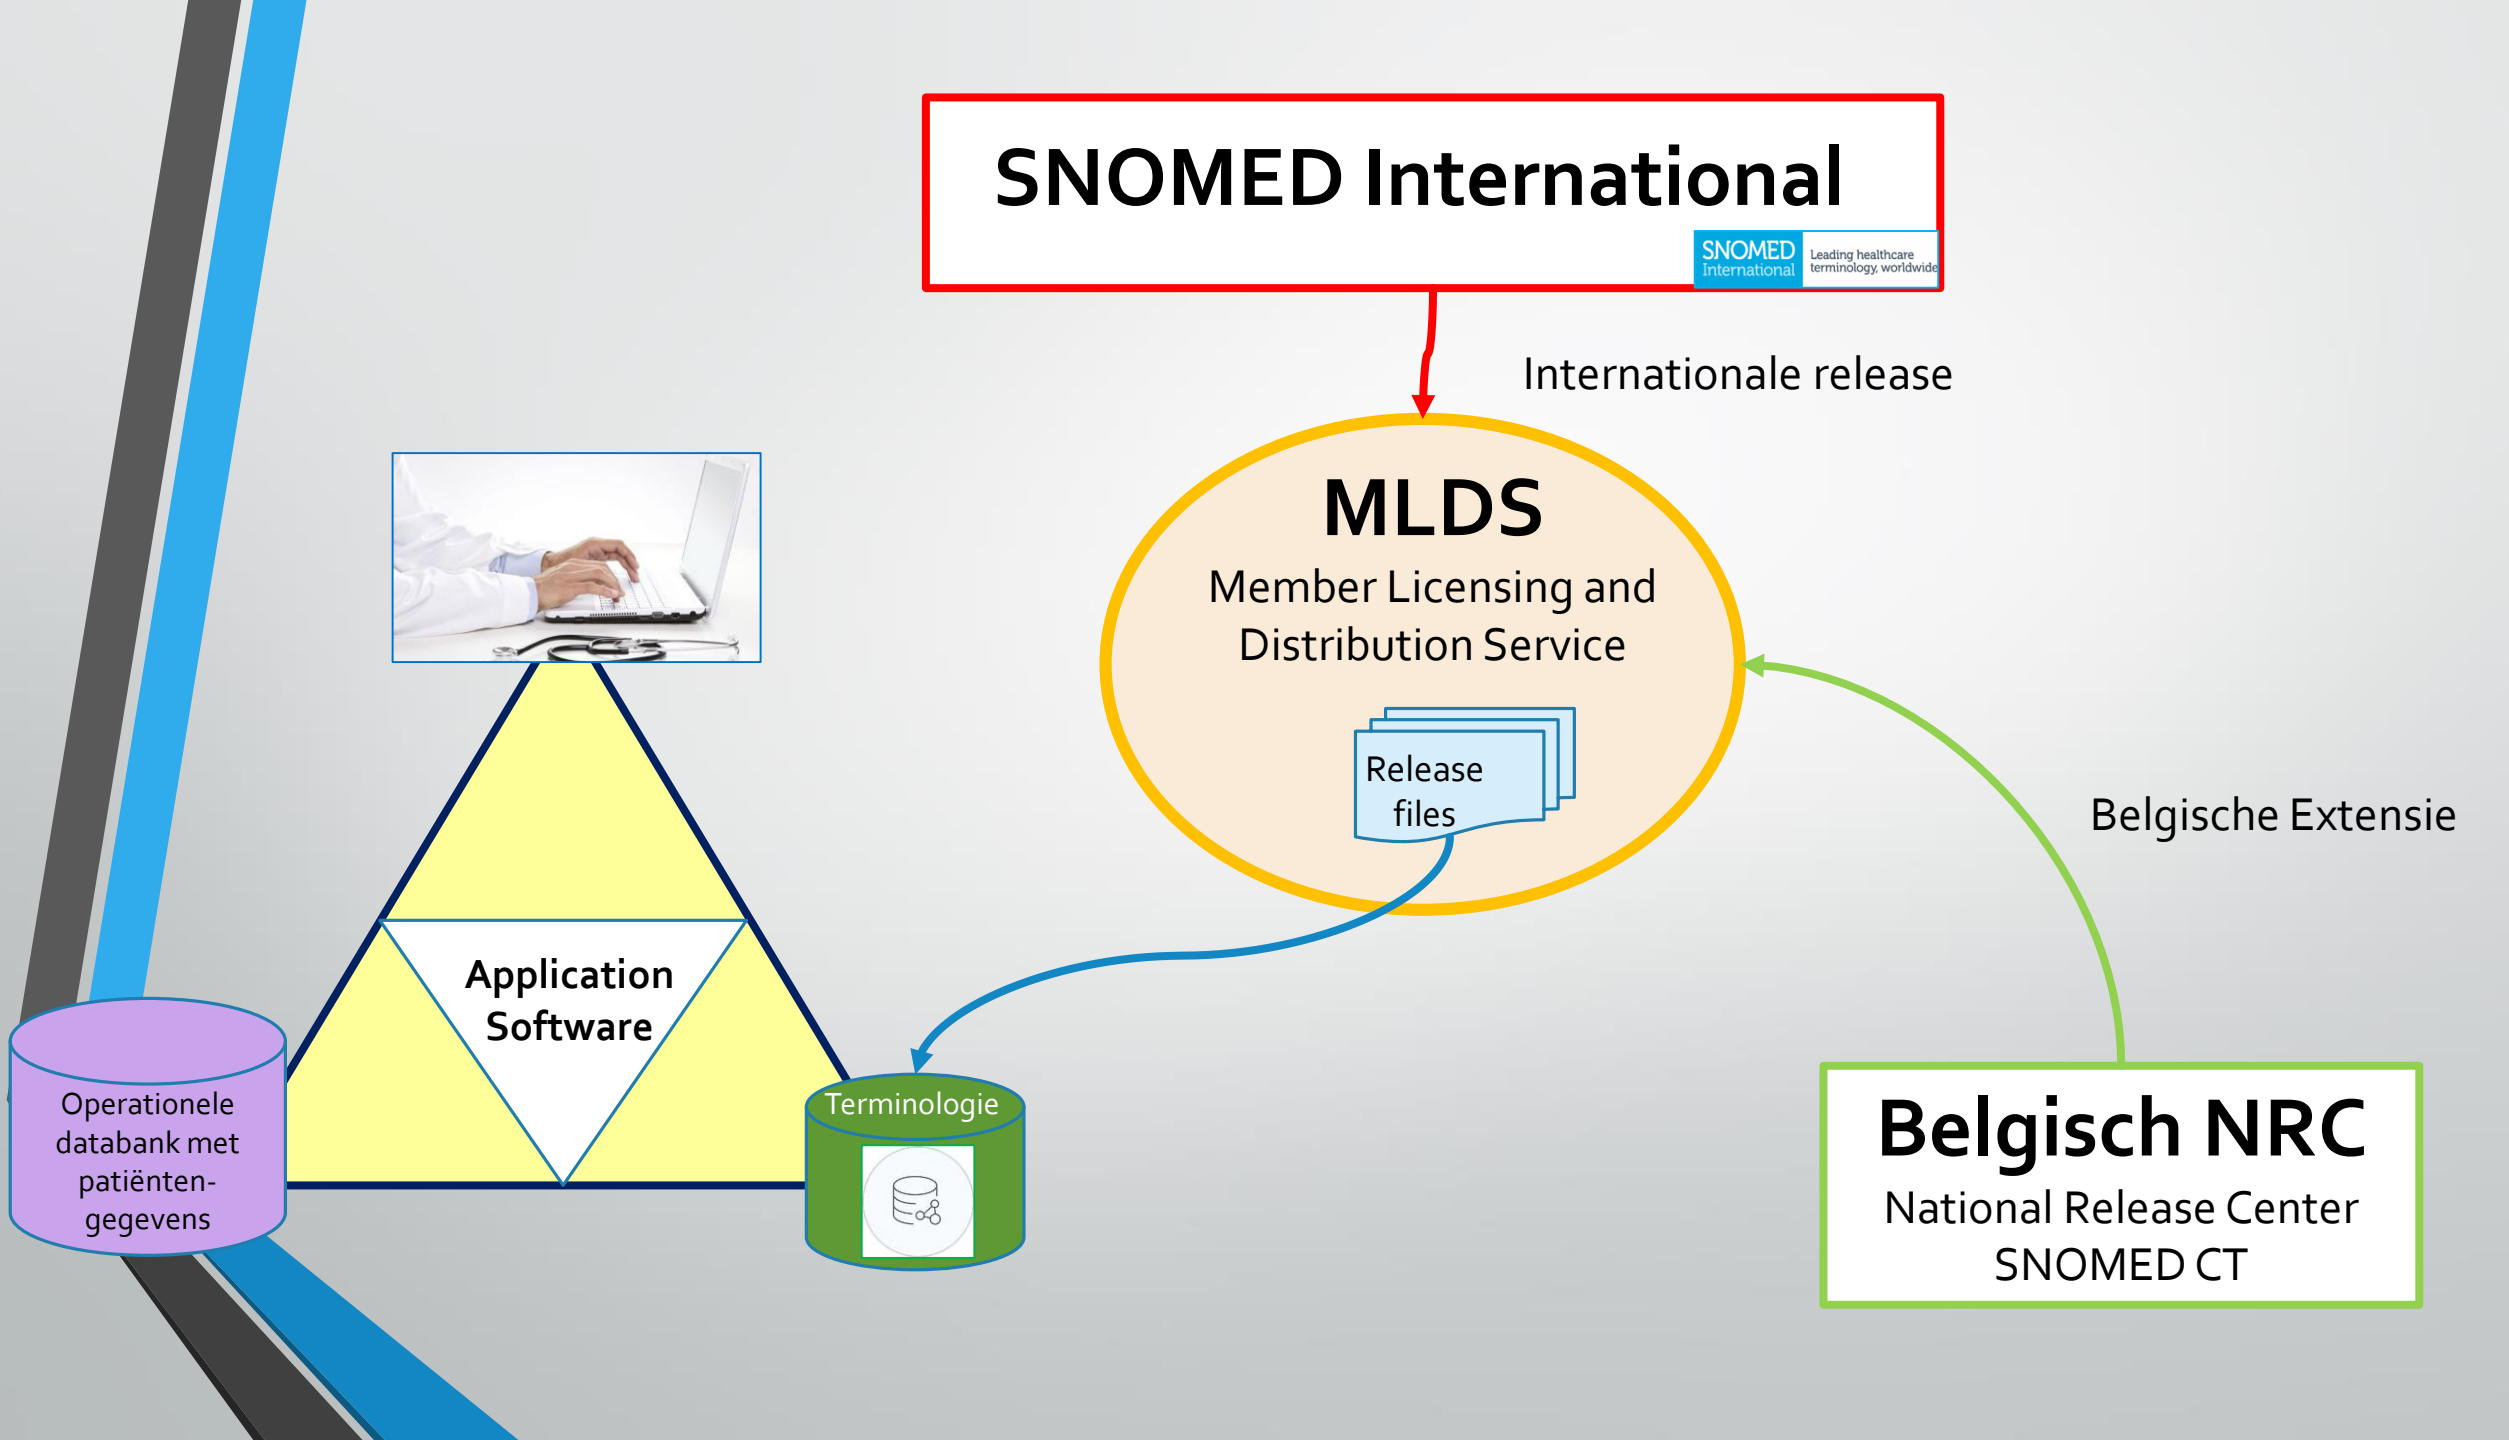 SNOMED International
SNOMED
International
Leading healthcare
terminology, worldwide
Internationale release
MLDS
Member Licensing and
Distribution Service
Release
files
Belgische Extensie
Application
Software
Operationele
databank met
patiënten-
gegevens
Terminologie
Belgisch NRC
National Release Center
SNOMED CT